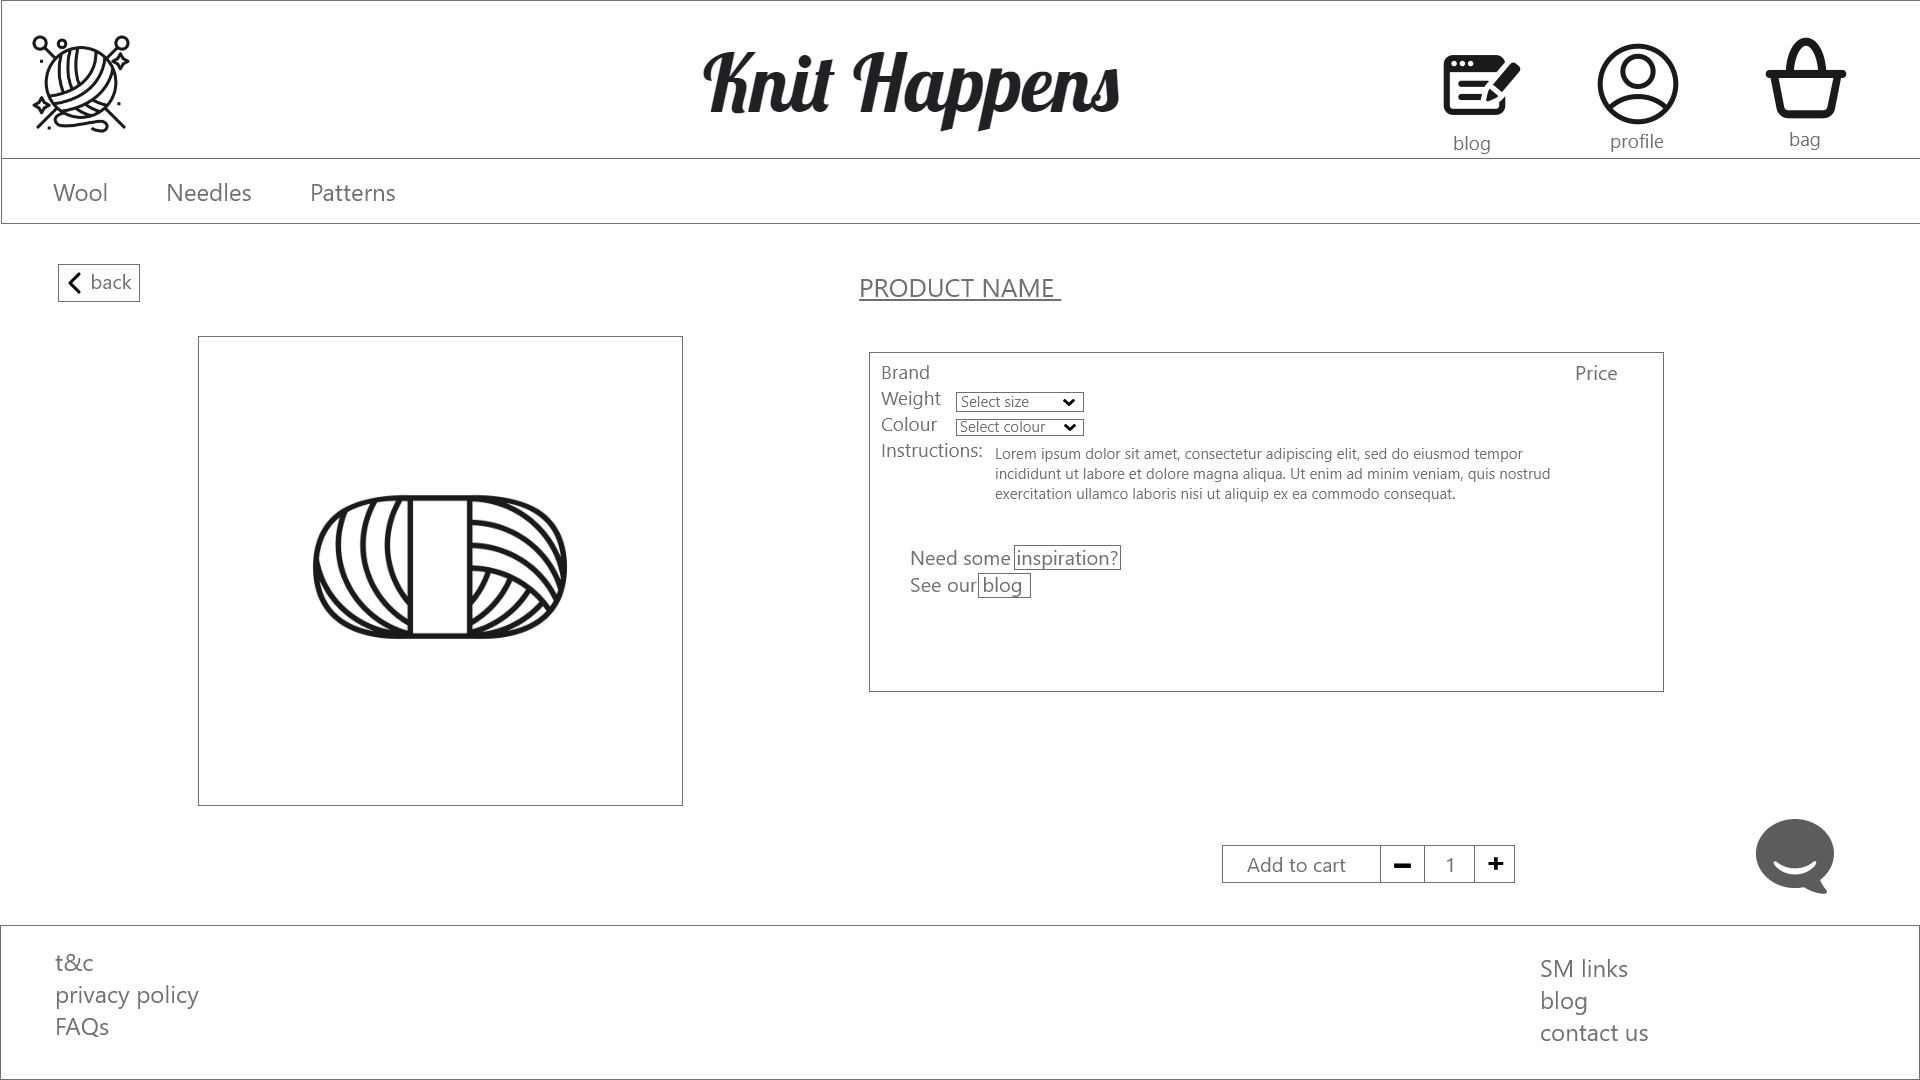 Knit Happens
blog
profile
bag
Wool
Needles
Patterns
back
PRODUCT NAME
Brand
Price
Weight
Select size
Colour
Select colour
Instructions:
Lorem ipsum dolor sit amet, consectetur adipiscing elit, sed do eiusmod tempor
incididunt ut labore et dolore magna aliqua. Ut enim ad minim veniam, quis nostrud
exercitation ullamco laboris nisi ut aliquip ex ea commodo consequat.
Need some inspiration?
See our blog
Add to cart
1
t&c
privacy policy
FAQs
SM links
blog
contact us